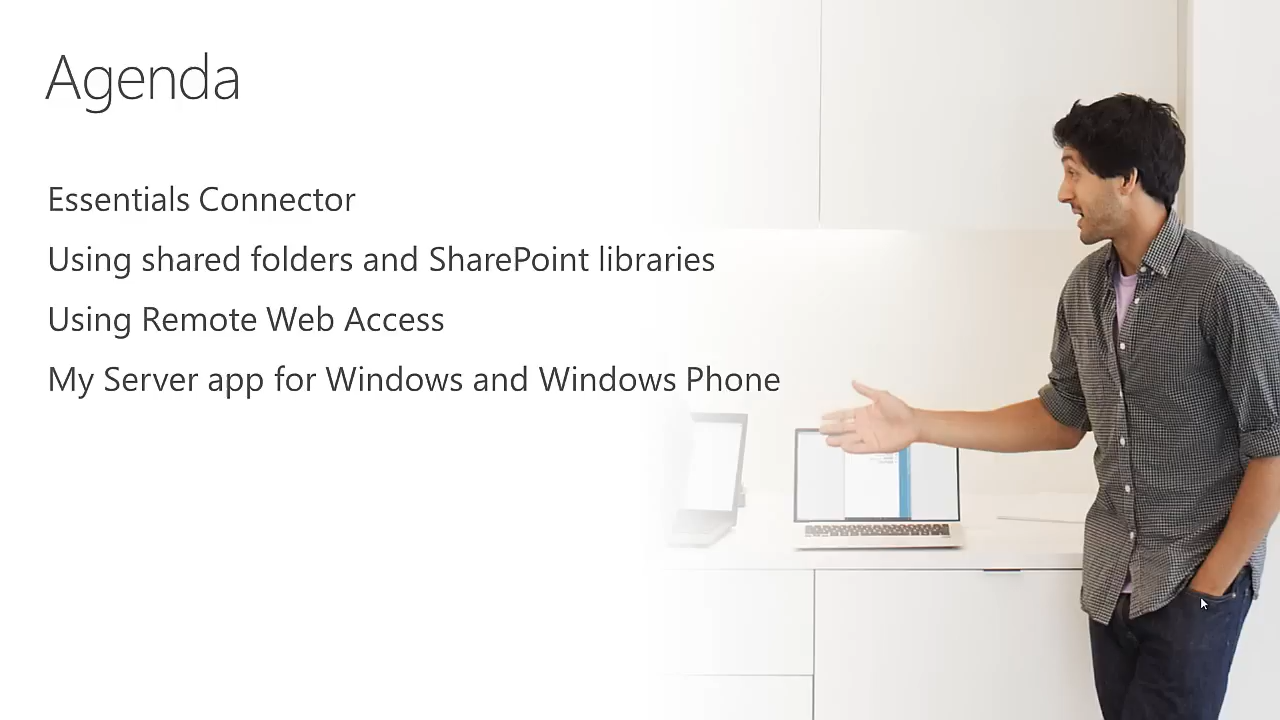 Agenda
Essentials Connector
Using shared folders and SharePoint libraries
Using Remote Web Access
My Server app for Windows and Windows Phone